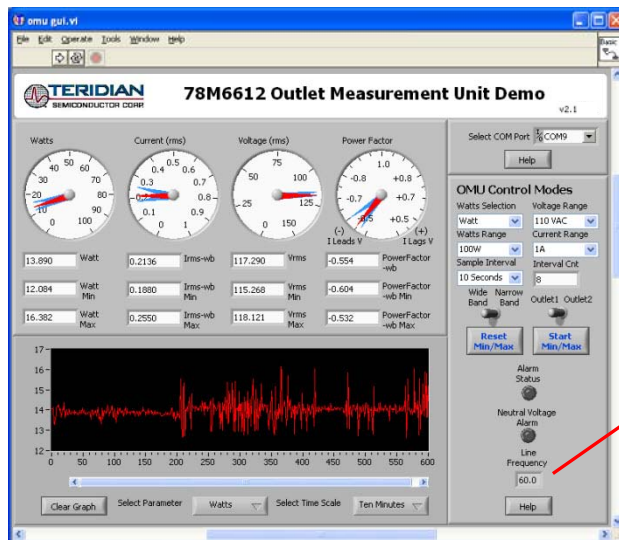 omu gui.vi
File Edit Operate Tools Window Help
Basic
TERIDIAN
SEMICONDUCTOR CORP.
78M6612 Outlet Measurement Unit Demo
v2.1
Watts
Current (rms)
Voltage (rms)
Power Factor
0 10 20 30 40 50 60 70 80 90 100
0 0.1 0.3 0.4 0.5 0.6 0.7 0.8 0.9 1
0 25 50 75 100 125 150
-0.5 -0.7 -0.8 1.0 +0.8 +0.7 +0.5
(-) (+)
I Leads V I Lags V
13.890 Watt 0.2136 Irms-wb 117.290 Vrms -0.554 PowerFactor -wb
12.084 Watt Min 0.1880 Irms-wb Min 115.268 Vrms Min -0.604 PowerFactor -wb Min
16.382 Watt Max 0.2550 Irms-wb Max 118.121 Vrms Max -0.532 PowerFactor -wb Max
17-
16-
15-
14-
13-
12-
0 50 100 150 200 250 300 350 400 450 500 550 600
Clear Graph Select Parameter Watts Select Time Scale Ten Minutes
Select COM Port COM9
Help
OMU Control Modes
Watts Selection Voltage Range
Watt 110 VAC
Watts Range Current Range
100W 1A
Sample Interval Interval Cnt
10 Seconds 8
Wide Band Narrow Band Outlet1 Outlet2
Reset Min/Max Start Min/Max
Alarm Status
Neutral Voltage Alarm
Line Frequency
60.0
Help